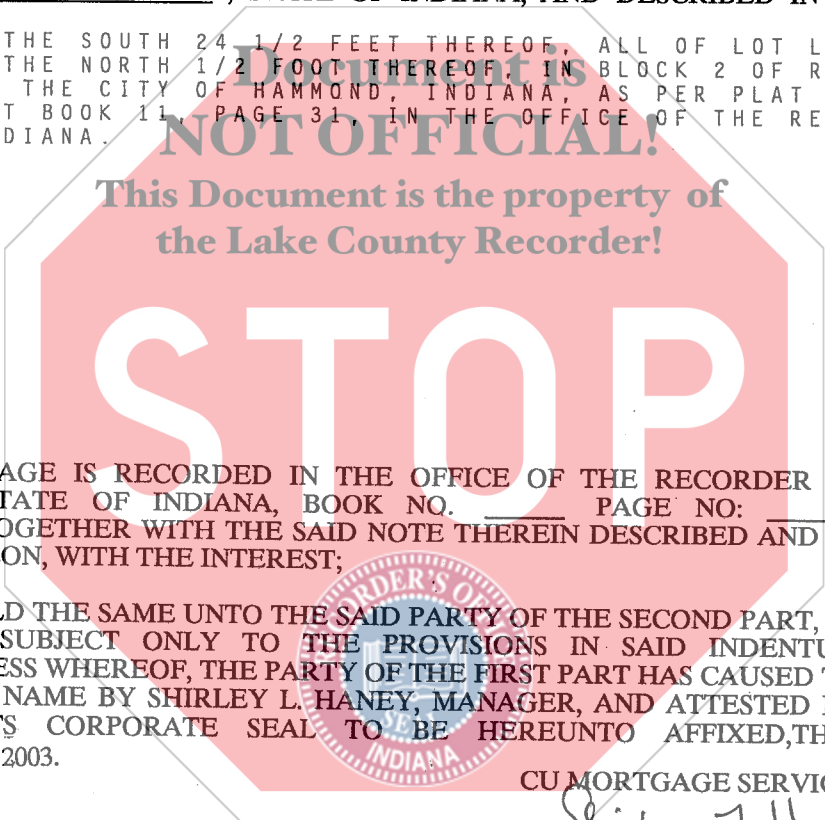 , STATE OF INDIANA, AND DESCRIBED IN
THE SOUTH 24 1/2 FEET THEREOF, ALL OF LOT L
THE NORTH 1/2 FOOT THEREOF, IN BLOCK 2 OF R
THE CITY OF HAMMOND, INDIANA, AS PER PLAT
T BOOK 11, PAGE 31, IN THE OFFICE OF THE RE
DIANA.
Document is
NOT OFFICIAL!
This Document is the property of
the Lake County Recorder!
STOP
AGE IS RECORDED IN THE OFFICE OF THE RECORDER
TATE OF INDIANA, BOOK NO. ______ PAGE NO: ____
OGETHER WITH THE SAID NOTE THEREIN DESCRIBED AND
ON, WITH THE INTEREST;
LD THE SAME UNTO THE SAID PARTY OF THE SECOND PART,
SUBJECT ONLY TO THE PROVISIONS IN SAID INDENTU
ESS WHEREOF, THE PARTY OF THE FIRST PART HAS CAUSED
NAME BY SHIRLEY L. HANEY, MANAGER, AND ATTESTED
TS CORPORATE SEAL TO BE HEREUNTO AFFIXED,TH
2003.
RECORDER'S OFFICE
SEAL
INDIANA
CU MORTGAGE SERVIC